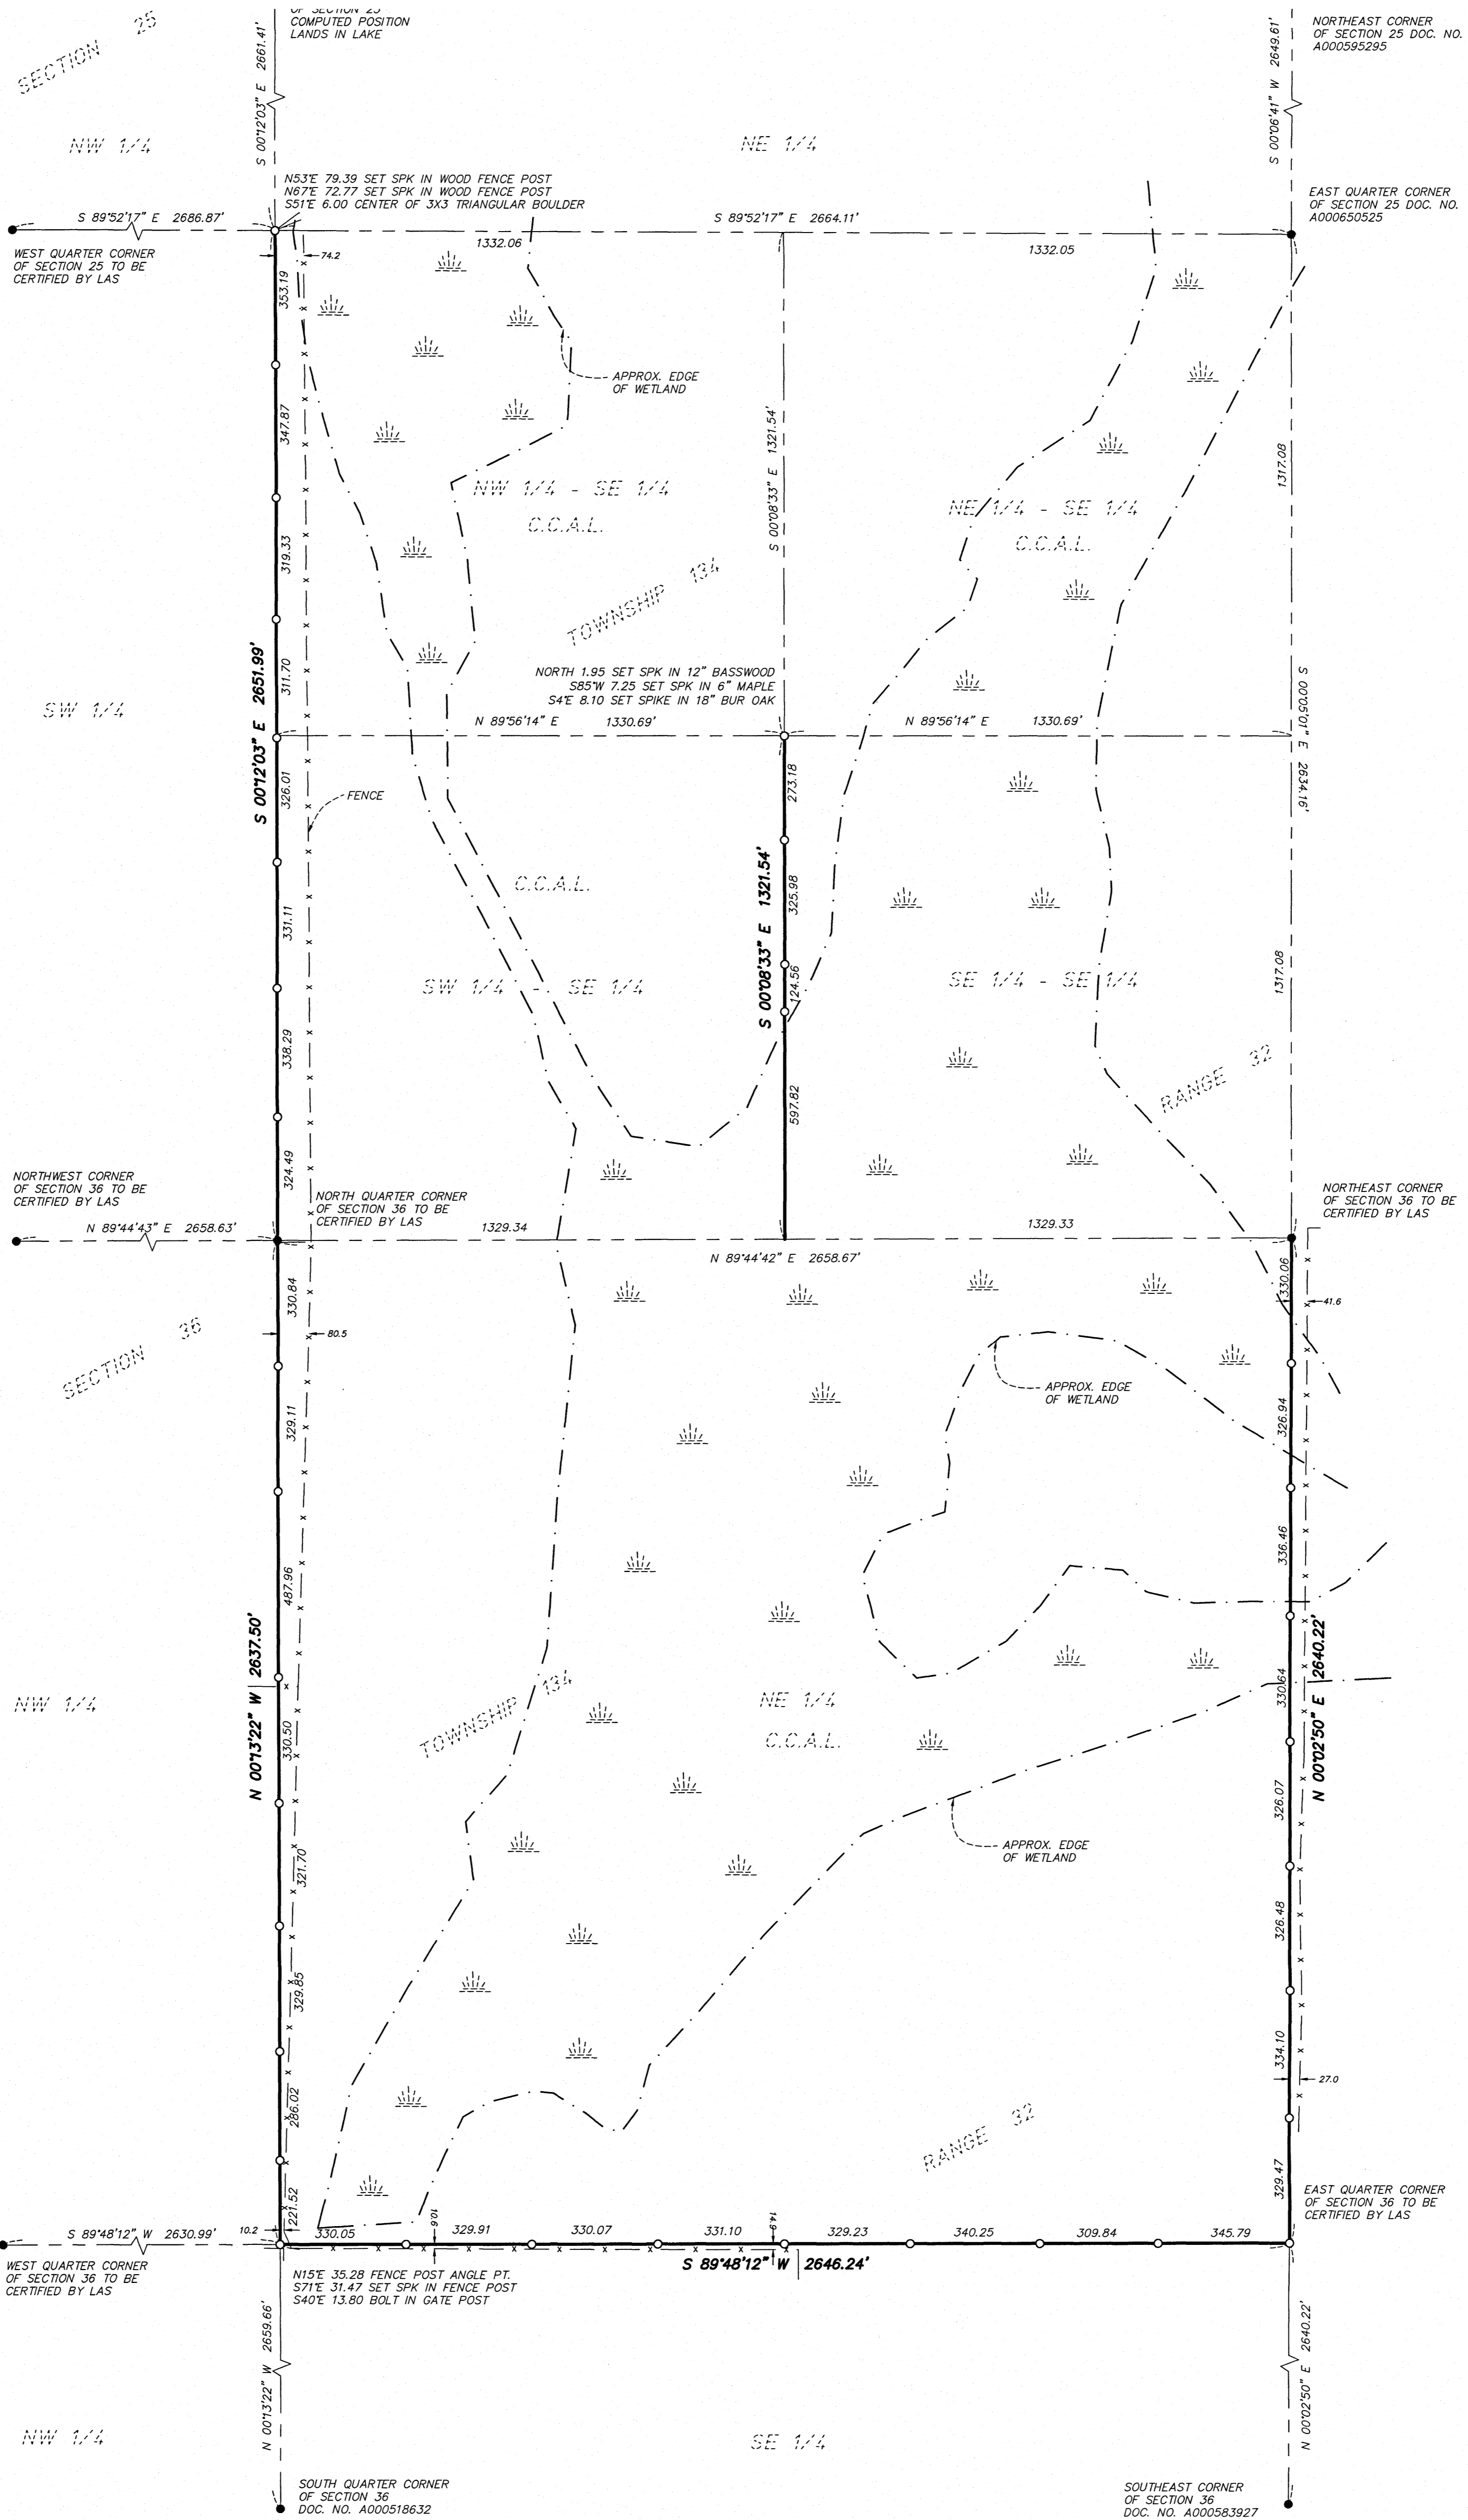 OF SECTION 25
COMPUTED POSITION
LANDS IN LAKE
S 00°12'03" E 2661.41'
S 00°06'41" W 2649.61'
NORTHEAST CORNER
OF SECTION 25 DOC. NO.
A000595295
SECTION 25
NW 1/4
NE 1/4
N53°E 79.39 SET SPK IN WOOD FENCE POST
N67°E 72.77 SET SPK IN WOOD FENCE POST
S51°E 6.00 CENTER OF 3X3 TRIANGULAR BOULDER
EAST QUARTER CORNER
OF SECTION 25 DOC. NO.
A000650525
S 89°52'17" E 2686.87'
S 89°52'17" E 2664.11'
WEST QUARTER CORNER
OF SECTION 25 TO BE
CERTIFIED BY LAS
1332.06
1332.05
74.2
353.19
APPROX. EDGE
OF WETLAND
347.87
S 00°08'33" E 1321.54'
1317.08
NW 1/4 - SE 1/4
C.C.A.L.
NE 1/4 - SE 1/4
C.C.A.L.
319.33
TOWNSHIP 134
311.70
NORTH 1.95 SET SPK IN 12" BASSWOOD
S85°W 7.25 SET SPK IN 6" MAPLE
S4°E 8.10 SET SPIKE IN 18" BUR OAK
SW 1/4
S 00°12'03" E 2651.99'
N 89°56'14" E 1330.69'
N 89°56'14" E 1330.69'
S 00°05'01" E 2634.16'
326.01
FENCE
273.18
C.C.A.L.
325.98
331.11
S 00°08'33" E 1321.54'
SW 1/4 - SE 1/4
124.56
SE 1/4 - SE 1/4
1317.08
338.29
RANGE 32
597.82
324.49
NORTHWEST CORNER
OF SECTION 36 TO BE
CERTIFIED BY LAS
NORTH QUARTER CORNER
OF SECTION 36 TO BE
CERTIFIED BY LAS
NORTHEAST CORNER
OF SECTION 36 TO BE
CERTIFIED BY LAS
N 89°44'43" E 2658.63'
1329.34
1329.33
N 89°44'42" E 2658.67'
330.84
330.06
41.6
80.5
SECTION 36
APPROX. EDGE
OF WETLAND
329.11
326.94
336.46
487.96
N 00°13'22" W 2637.50'
N 00°02'50" E 2640.22'
NW 1/4
TOWNSHIP 134
NE 1/4
C.C.A.L.
330.64
330.50
326.07
APPROX. EDGE
OF WETLAND
321.70
326.48
329.85
334.10
27.0
286.02
RANGE 32
329.47
221.52
EAST QUARTER CORNER
OF SECTION 36 TO BE
CERTIFIED BY LAS
S 89°48'12" W 2630.99'
10.2
330.05
10.6
329.91
330.07
331.10
14.9
329.23
340.25
309.84
345.79
S 89°48'12" W 2646.24'
WEST QUARTER CORNER
OF SECTION 36 TO BE
CERTIFIED BY LAS
N15°E 35.28 FENCE POST ANGLE PT.
S71°E 31.47 SET SPK IN FENCE POST
S40°E 13.80 BOLT IN GATE POST
N 00°13'22" W 2659.66'
N 00°02'50" E 2640.22'
NW 1/4
SE 1/4
SOUTH QUARTER CORNER
OF SECTION 36
DOC. NO. A000518632
SOUTHEAST CORNER
OF SECTION 36
DOC. NO. A000583927